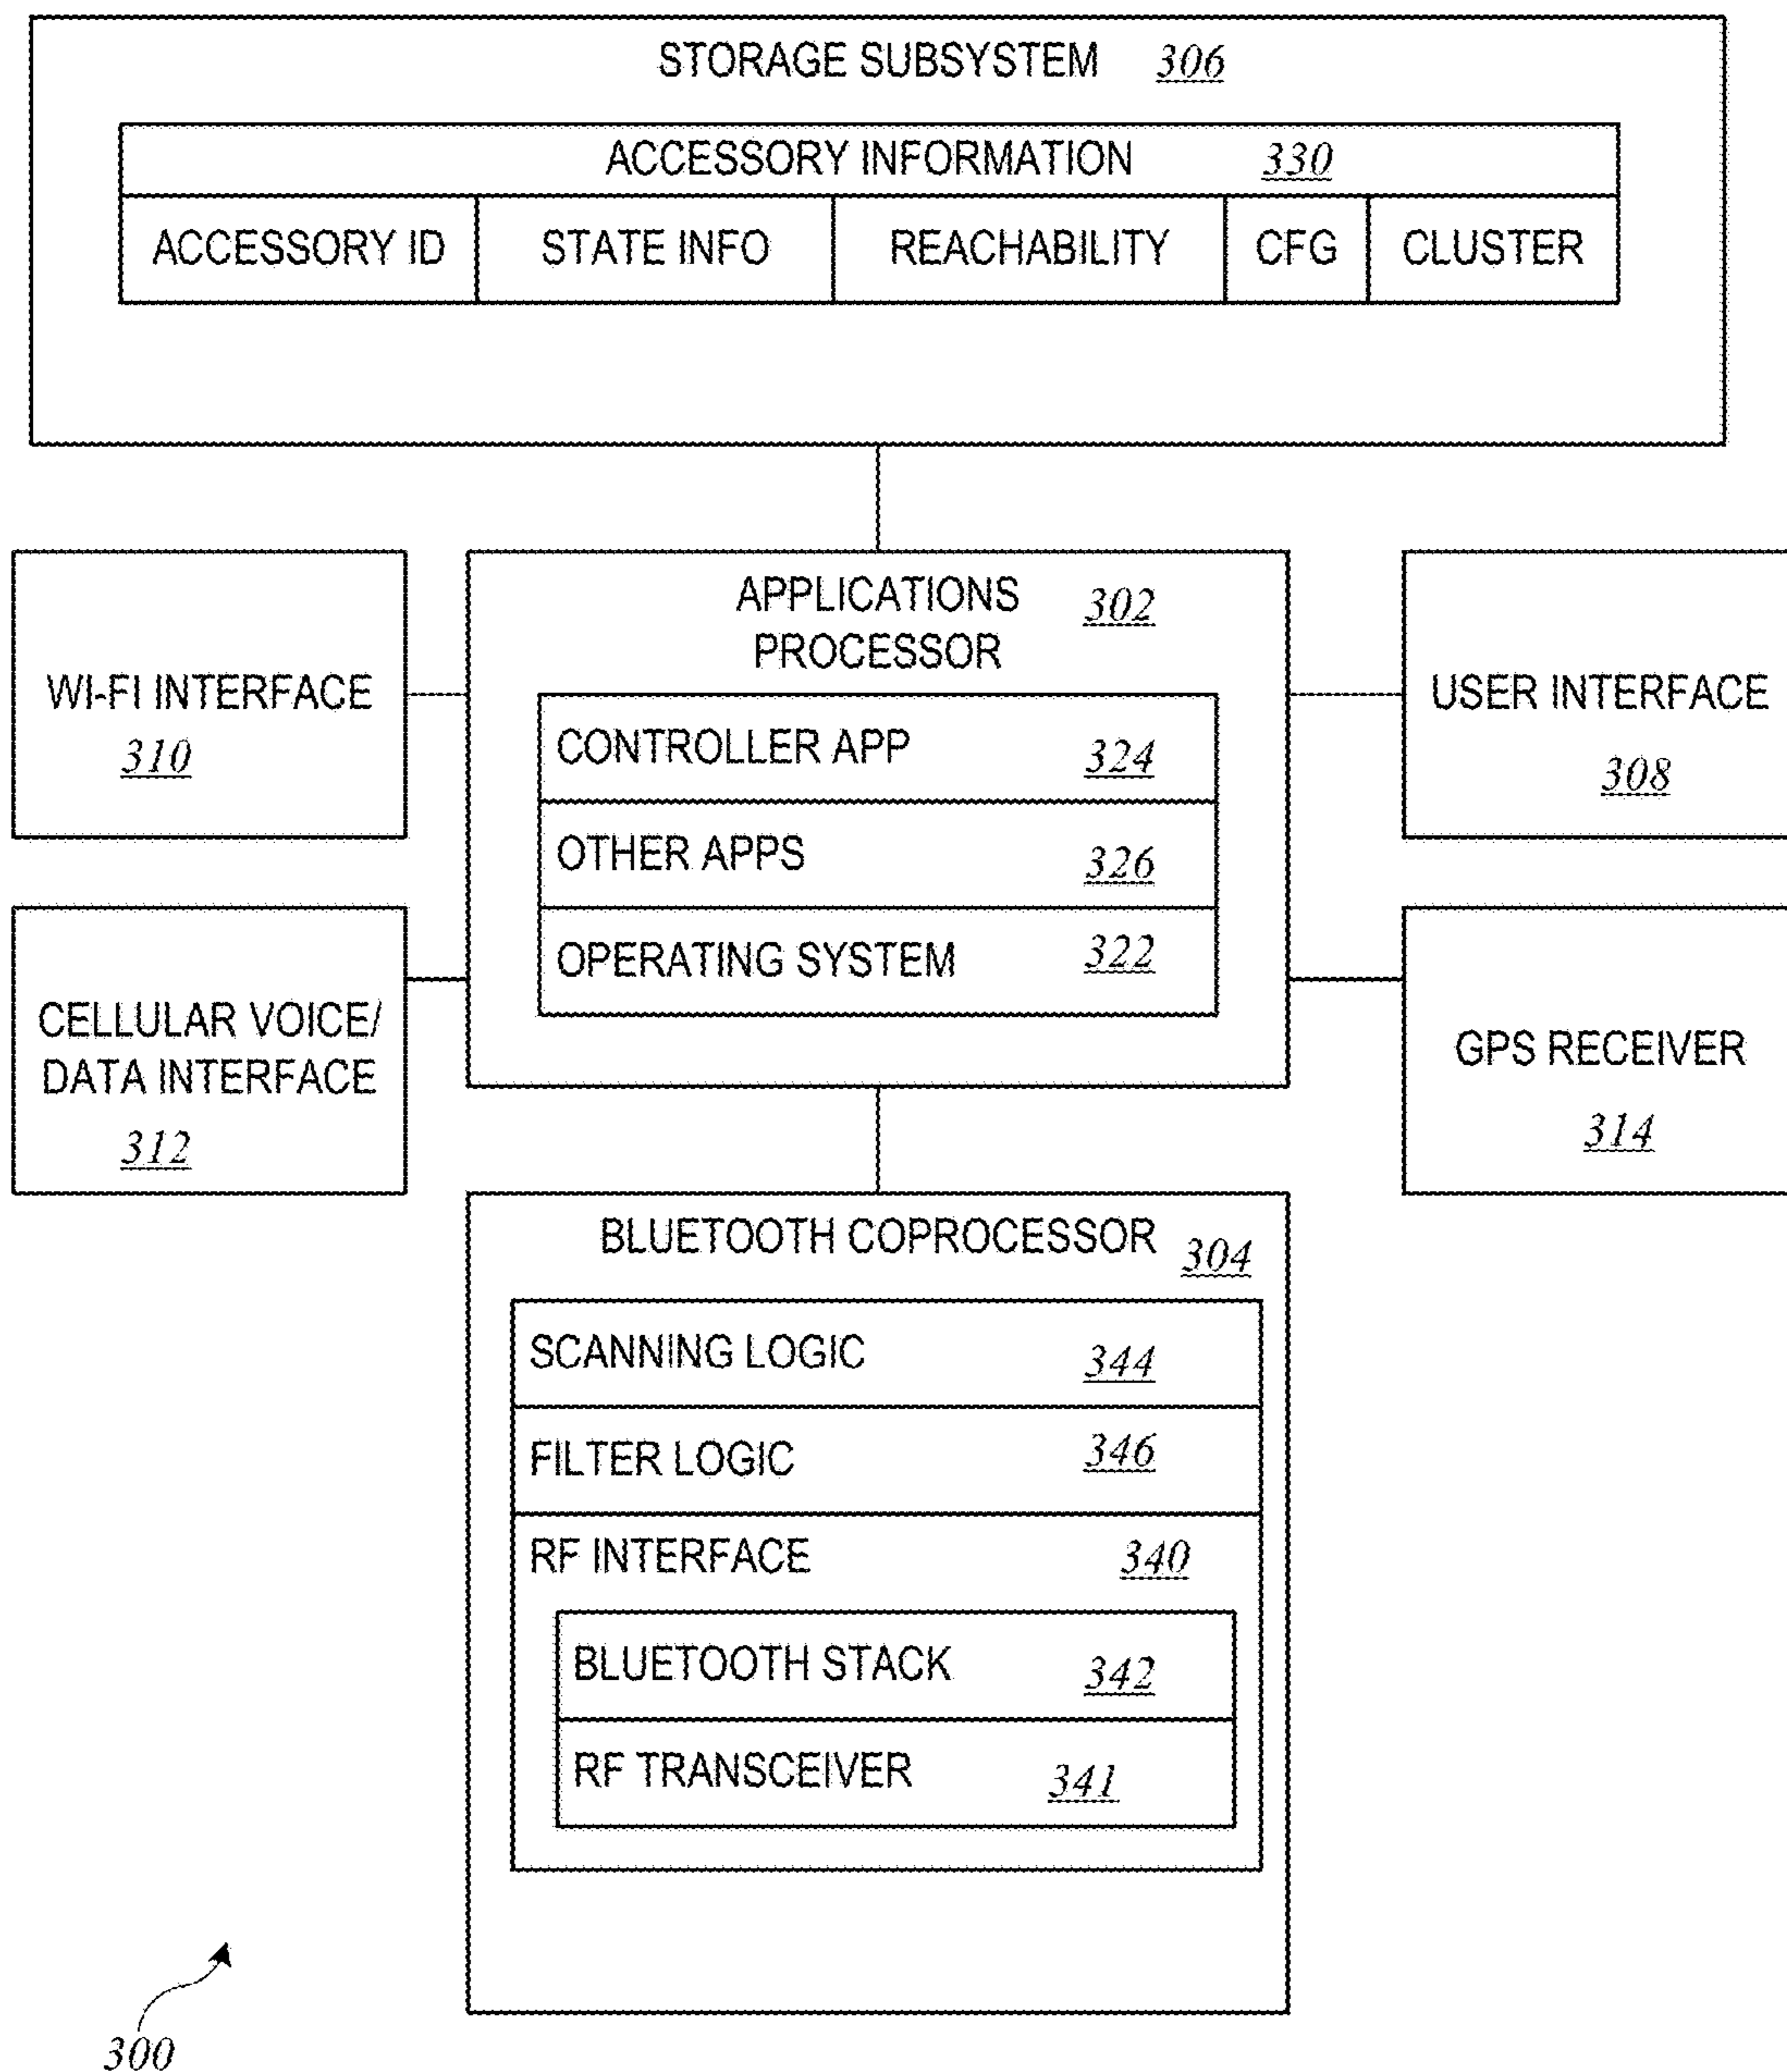 STORAGE SUBSYSTEM 306
ACCESSORY INFORMATION 330
ACCESSORY ID STATE INFO REACHABILITY CFG CLUSTER
WI-FI INTERFACE
310
APPLICATIONS 302
PROCESSOR
CONTROLLER APP 324
OTHER APPS 326
OPERATING SYSTEM 322
USER INTERFACE
308
CELLULAR VOICE/
DATA INTERFACE
312
GPS RECEIVER
314
BLUETOOTH COPROCESSOR 304
SCANNING LOGIC 344
FILTER LOGIC 346
RF INTERFACE 340
BLUETOOTH STACK 342
RF TRANSCEIVER 341
300